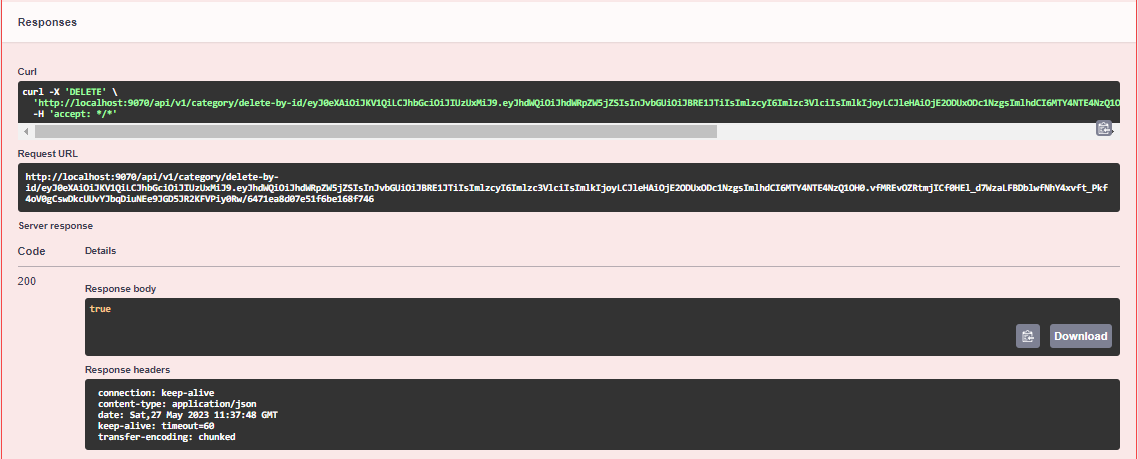 Responses
Curl
curl -X 'DELETE' \
'http://localhost:9070/api/v1/category/delete-by-id/eyJ0eXAiOiJKV1QiLCJhbGciOiJIUzUxMiJ9.eyJhdWQiOiJhdWRpZW5jZSIsInJvbGUiOiJBRE1JTiIsImlzcyI6Imlzc3VlciIsImlkIjoyLCJleHAiOjE2ODUxODc1NzgsImlhdCI6MTY4NTE4NzQ1O
-H 'accept: */*'
Request URL
http://localhost:9070/api/v1/category/delete-by-
id/eyJ0eXAiOiJKV1QiLCJhbGciOiJIUzUxMiJ9.eyJhdWQiOiJhdWRpZW5jZSIsInJvbGUiOiJBRE1JTiIsImlzcyI6Imlzc3VlciIsImlkIjoyLCJleHAiOjE2ODUxODc1NzgsImlhdCI6MTY4NTE4NzQ1OH0.vfMREvOZRtmjICf0HEl_d7WzaLFBDblwfNhY4xvft_Pkf
4oV0gCswDkcUUvYJbqDiuNEe9JGD5JR2KFVPiy0Rw/6471ea8d07e51f6be168f746
Server response
Code Details
200
Response body
true
Download
Response headers
connection: keep-alive
content-type: application/json
date: Sat,27 May 2023 11:37:48 GMT
keep-alive: timeout=60
transfer-encoding: chunked